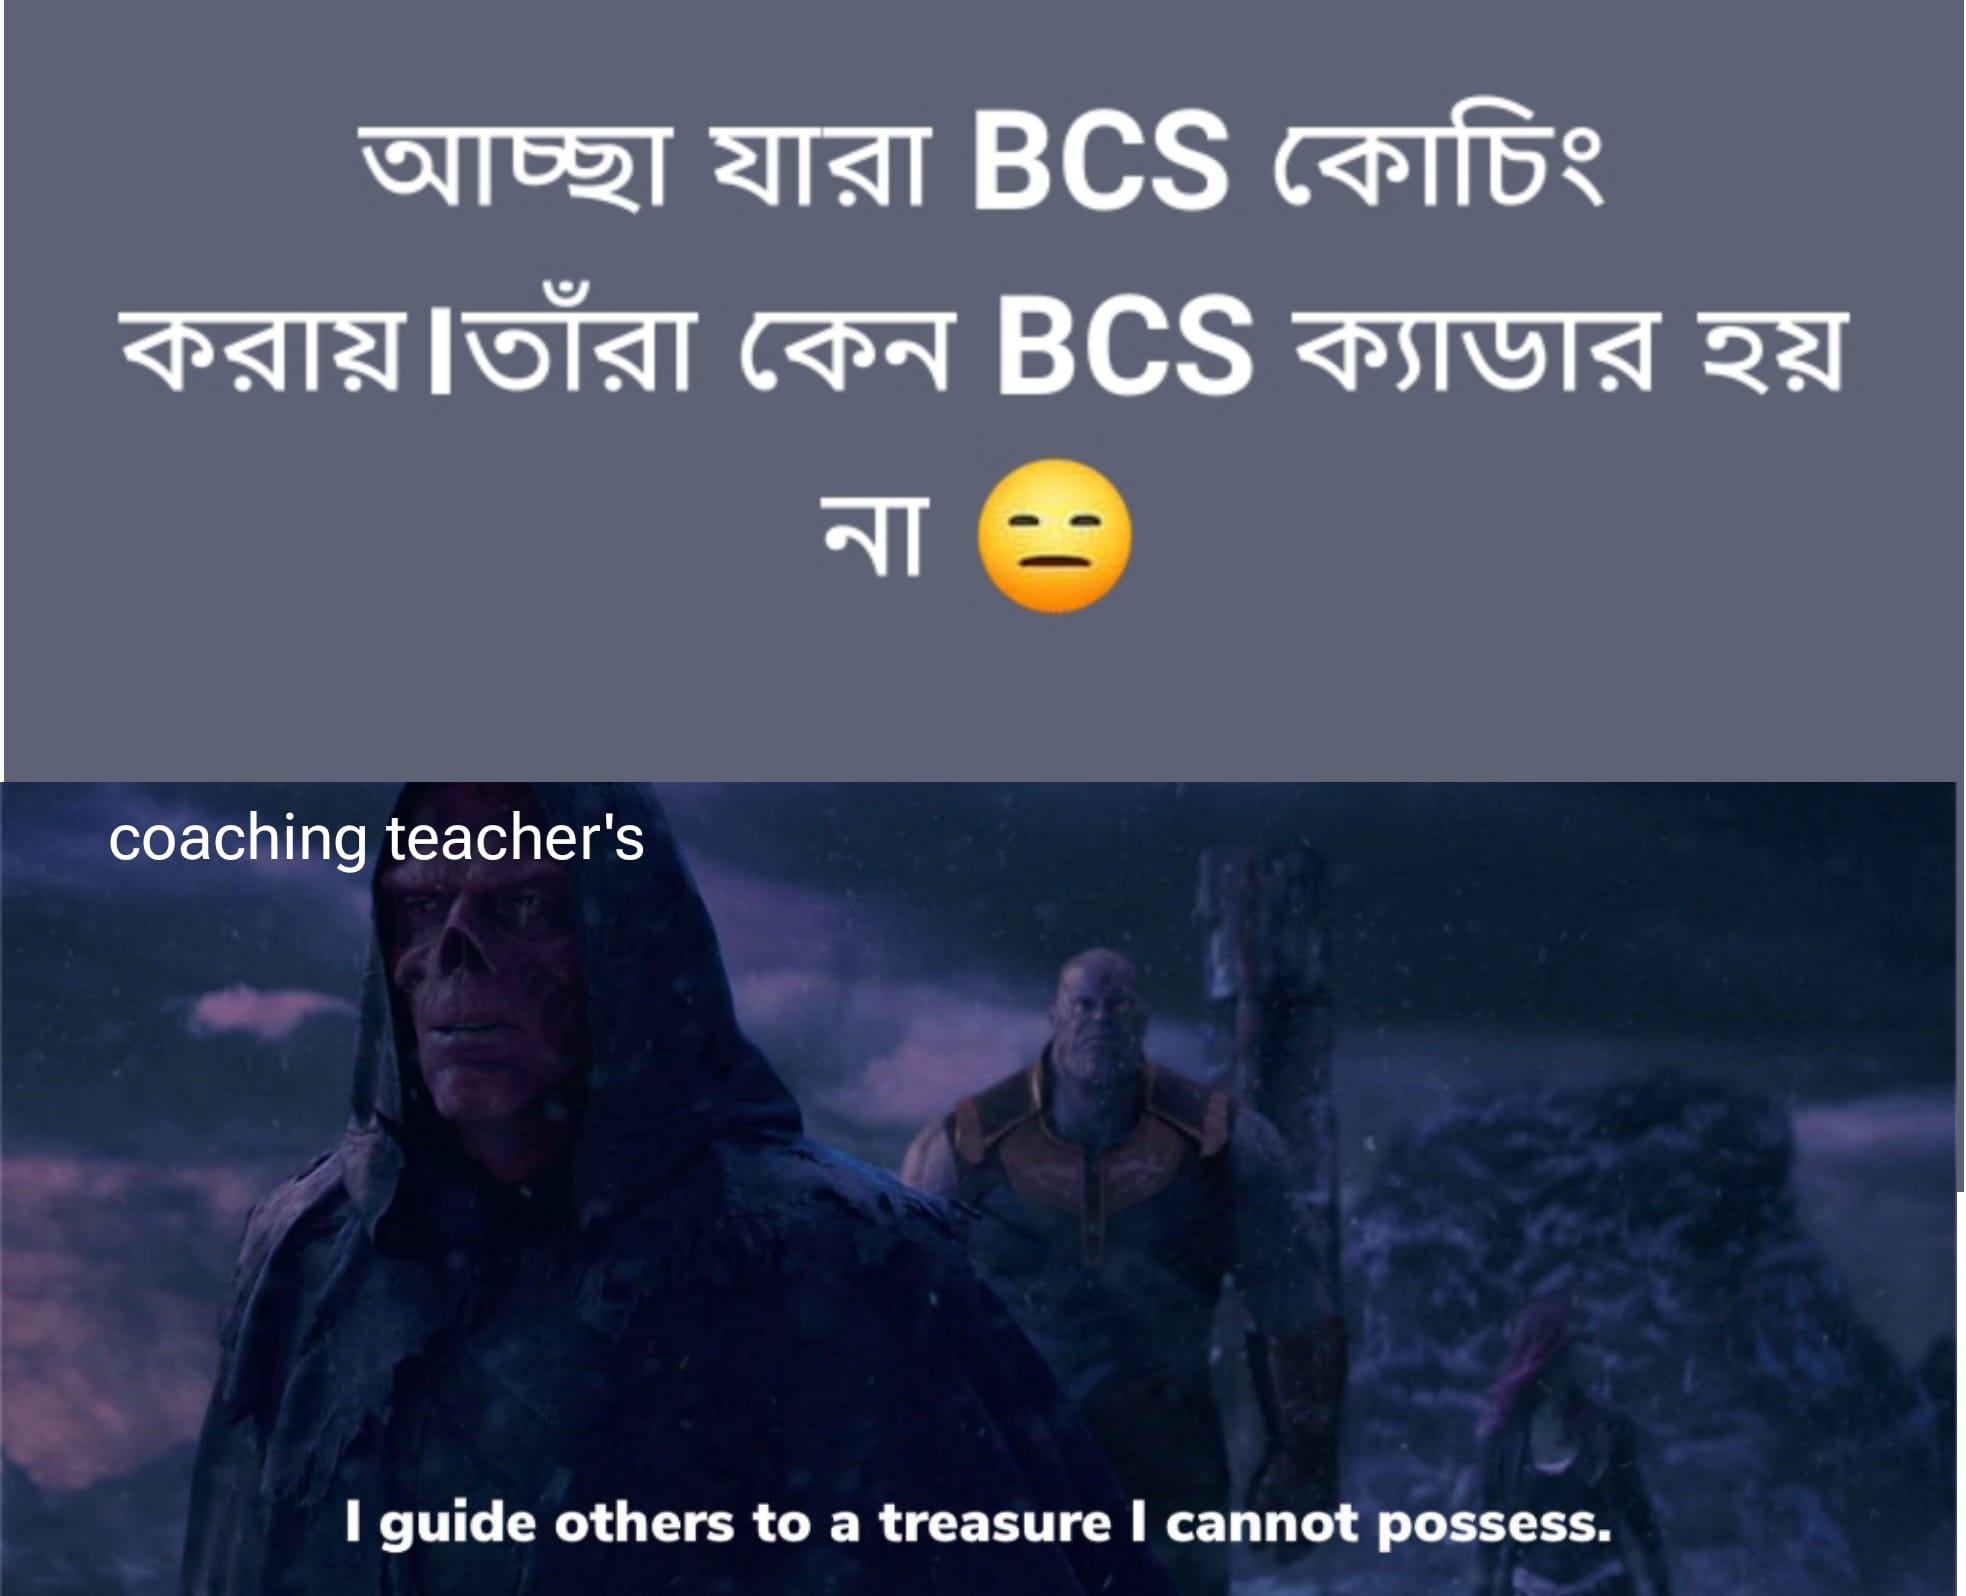 আচ্ছা যারা BCS কোচিং
করায়।তাঁরা কেন BCS ক্যাডার হয়
না 😑
coaching teacher's
I guide others to a treasure I cannot possess.